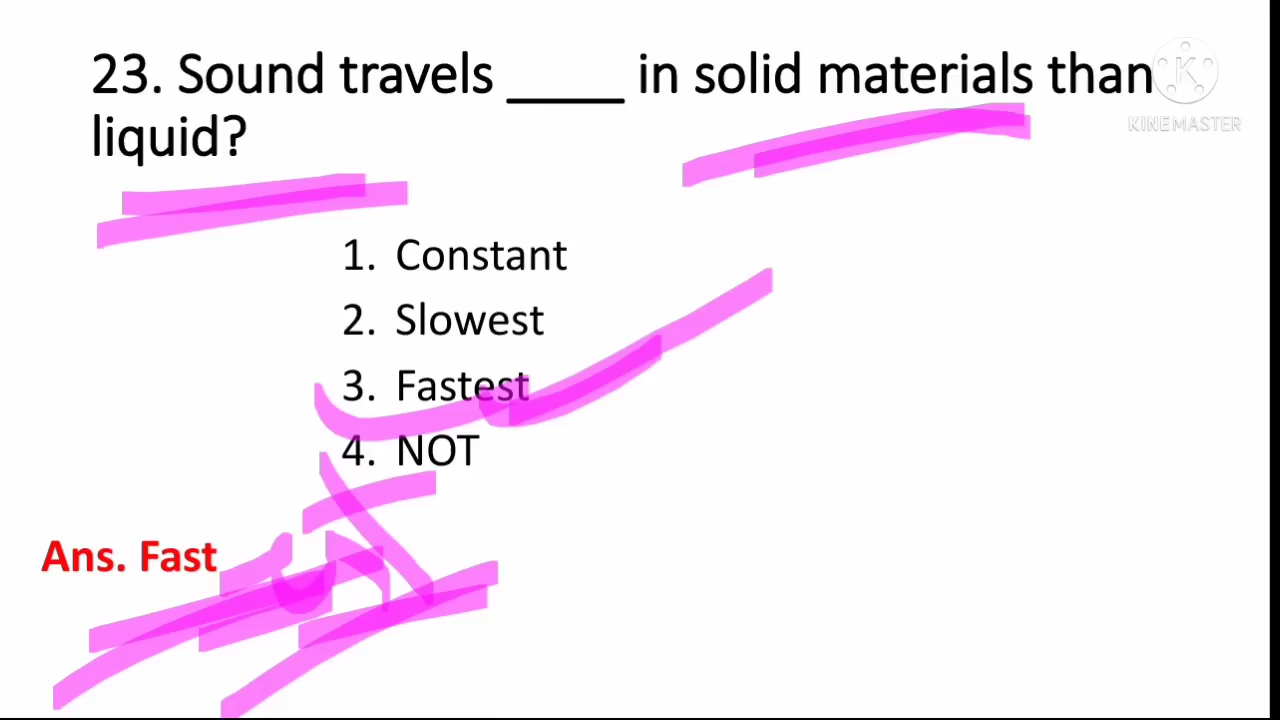 23. Sound travels _____ in solid materials than
liquid?
KINEMASTER
1. Constant
2. Slowest
3. Fastest
4. NOT
Ans. Fast